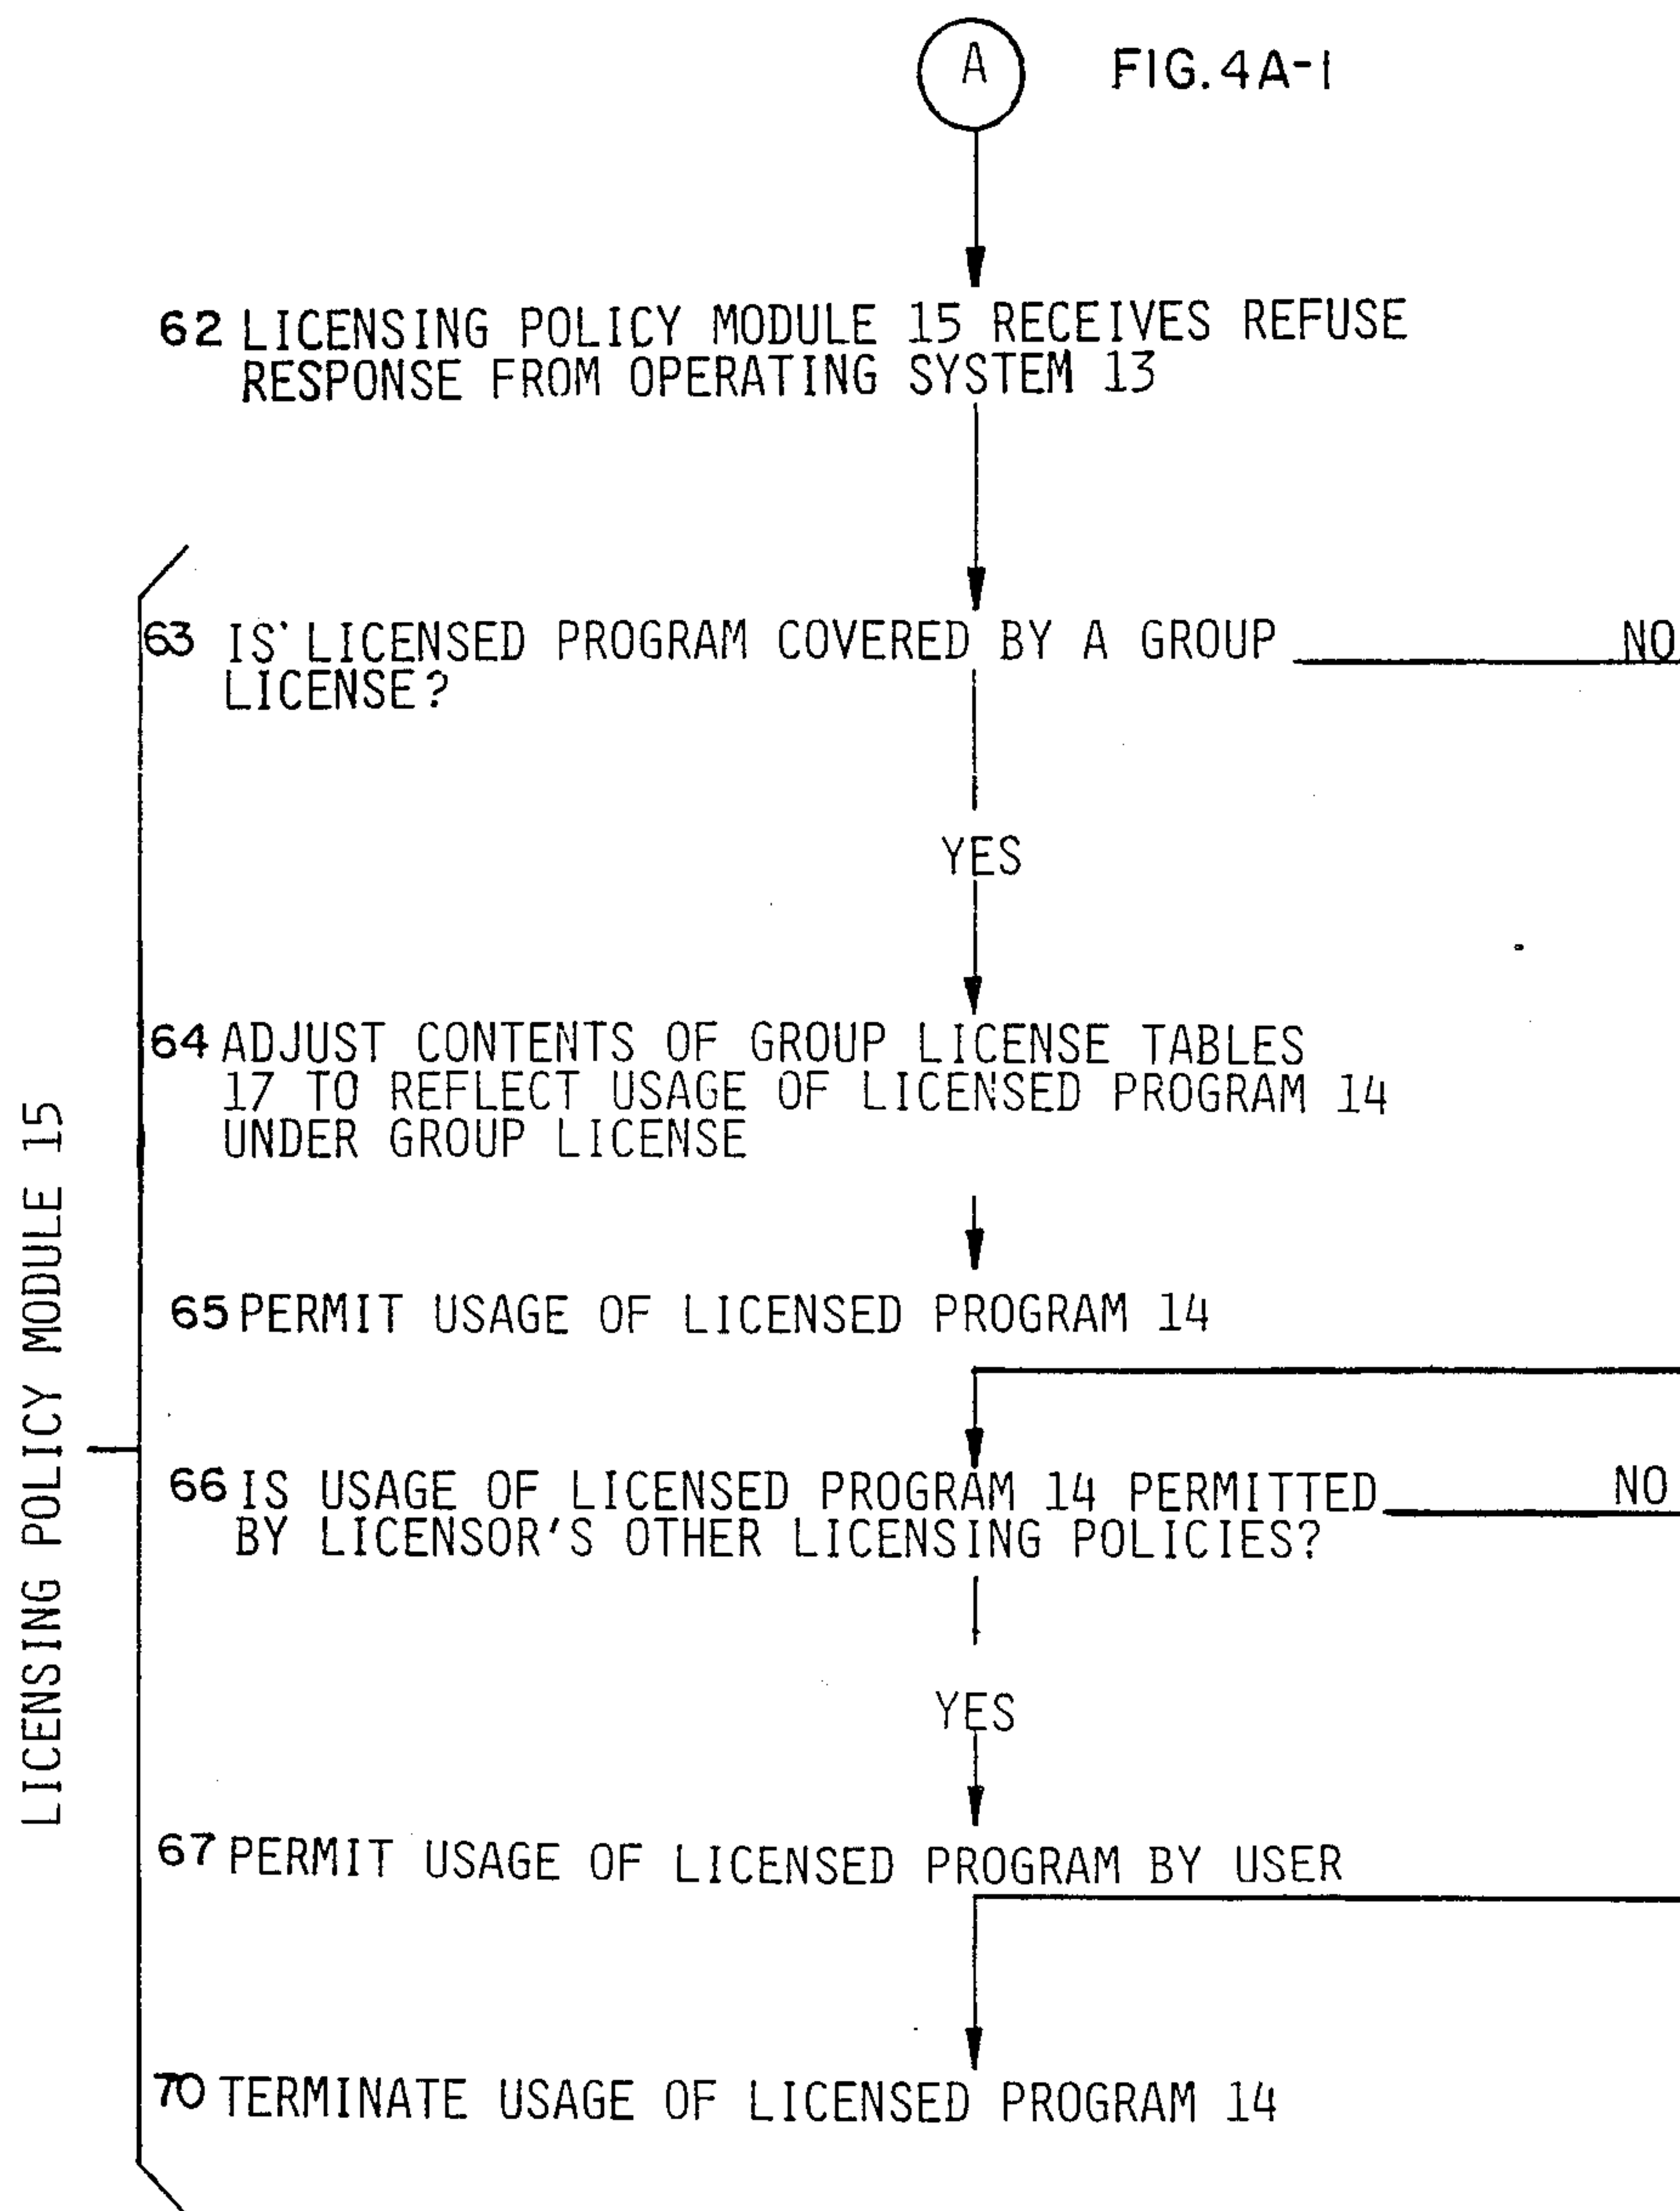 A
FIG.4A-1
62 LICENSING POLICY MODULE 15 RECEIVES REFUSE
RESPONSE FROM OPERATING SYSTEM 13
63 IS LICENSED PROGRAM COVERED BY A GROUP NO
LICENSE?
YES
64 ADJUST CONTENTS OF GROUP LICENSE TABLES
17 TO REFLECT USAGE OF LICENSED PROGRAM 14
UNDER GROUP LICENSE
65 PERMIT USAGE OF LICENSED PROGRAM 14
66 IS USAGE OF LICENSED PROGRAM 14 PERMITTED NO
BY LICENSOR'S OTHER LICENSING POLICIES?
YES
67 PERMIT USAGE OF LICENSED PROGRAM BY USER
70 TERMINATE USAGE OF LICENSED PROGRAM 14
LICENSING POLICY MODULE 15